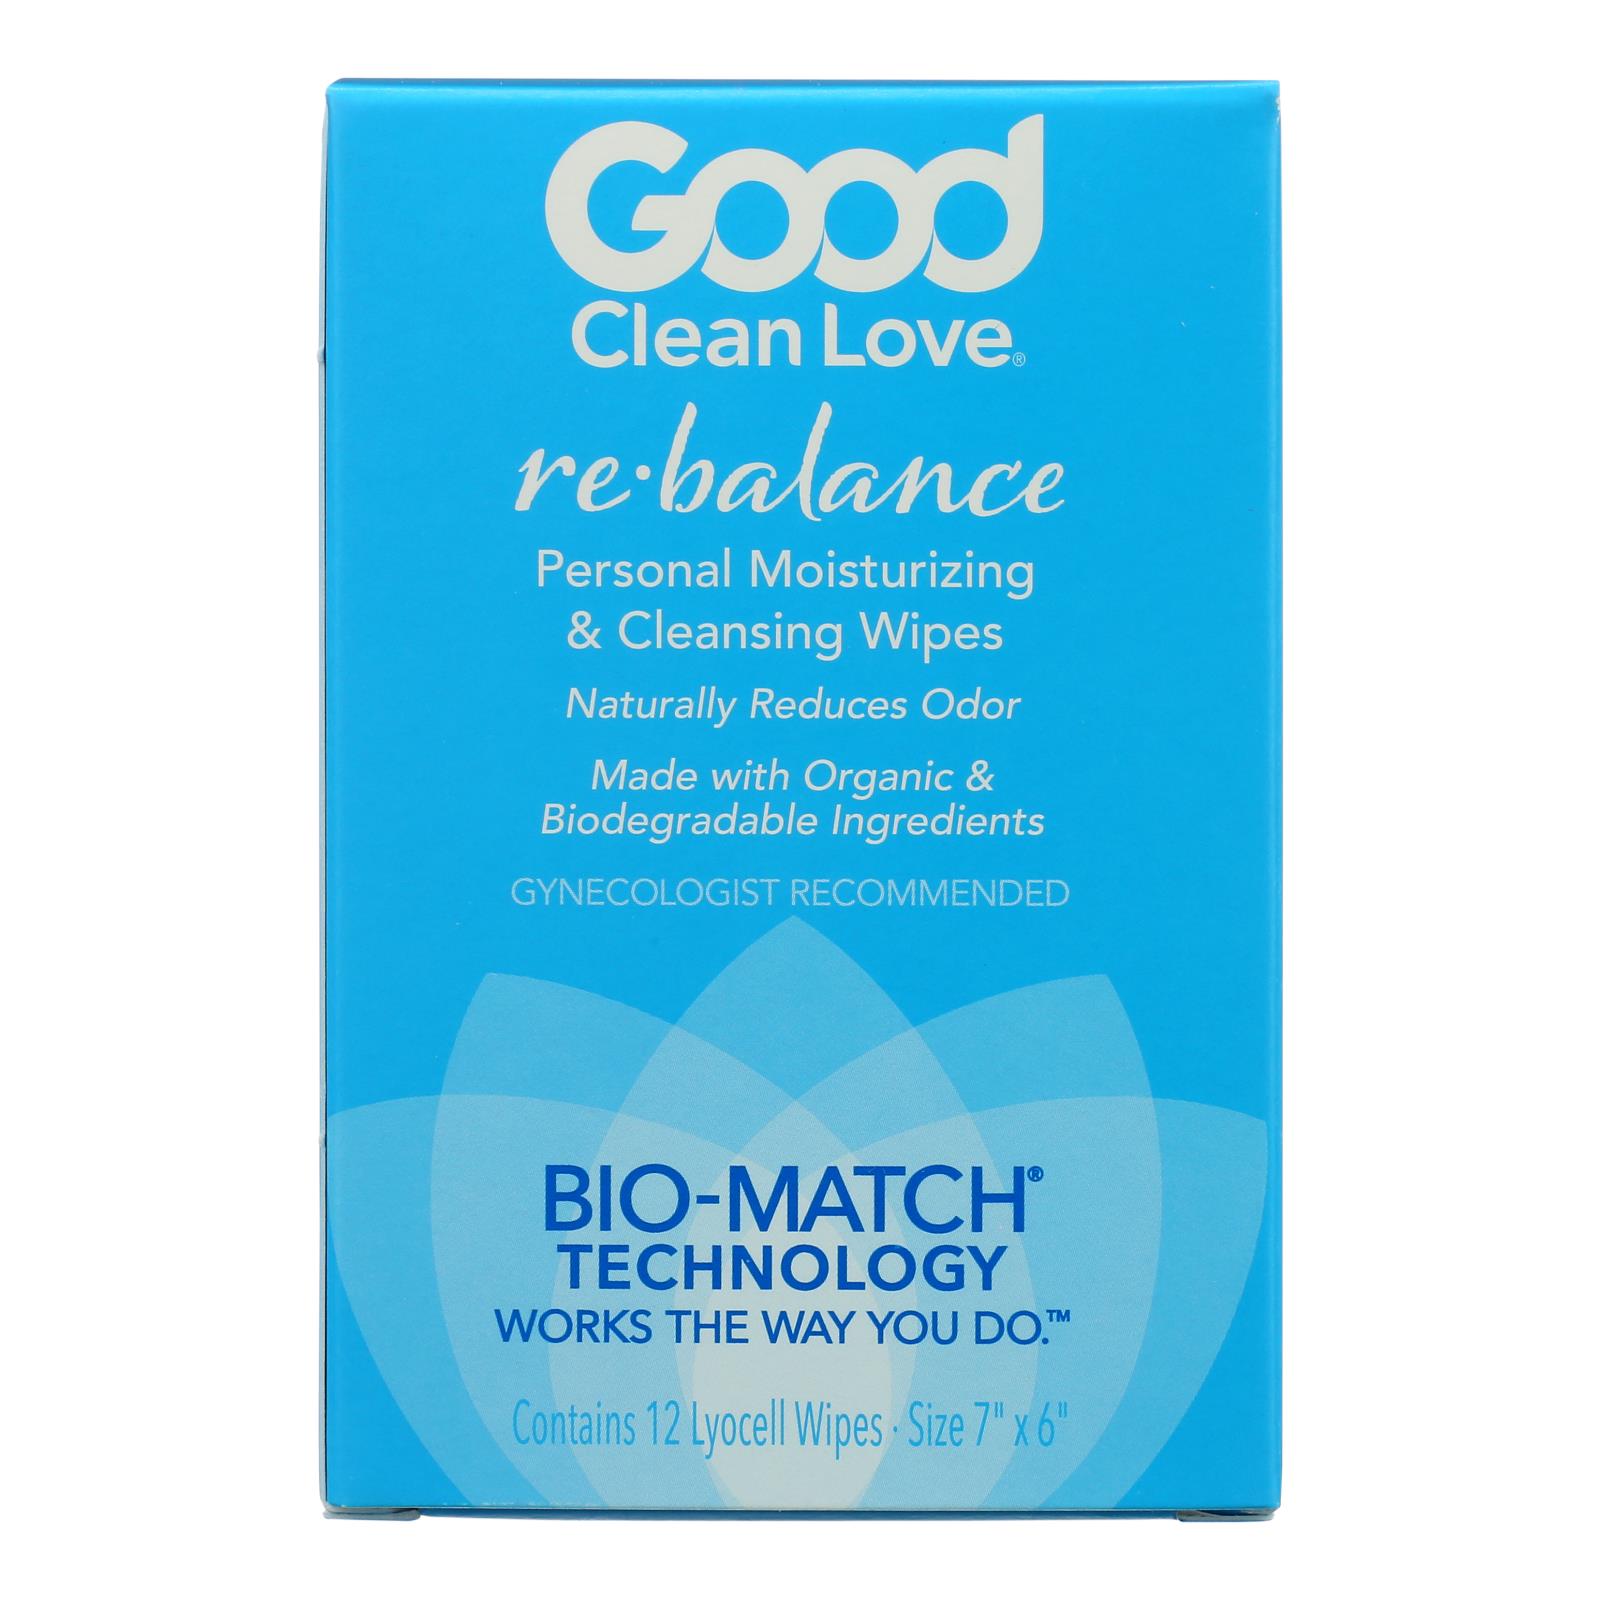 Good
Clean Love®
re•balance
Personal Moisturizing
& Cleansing Wipes
Naturally Reduces Odor
Made with Organic &
Biodegradable Ingredients
GYNECOLOGIST RECOMMENDED
BIO-MATCH®
TECHNOLOGY
WORKS THE WAY YOU DO.™
Contains 12 Lyocell Wipes · Size 7" x 6"